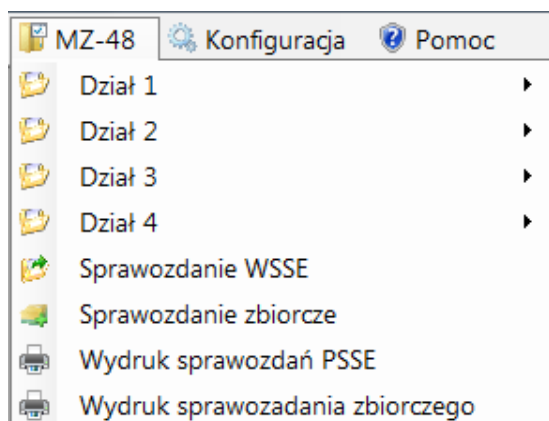 MZ-48 Konfiguracja Pomoc
Dział 1
Dział 2
Dział 3
Dział 4
Sprawozdanie WSSE
Sprawozdanie zbiorcze
Wydruk sprawozdań PSSE
Wydruk sprawozadania zbiorczego